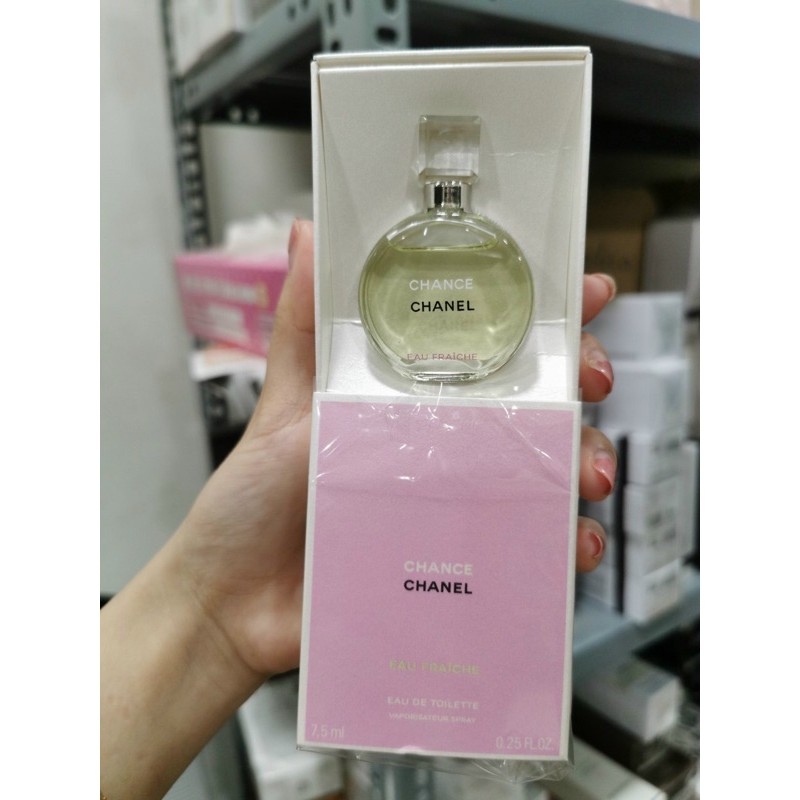 CHANCE
CHANEL
EAU FRAÎCHE
CHANCE
CHANEL
EAU FRAÎCHE
EAU DE TOILETTE
VAPORISATEUR SPRAY
7,5 ml
0.25 FL.OZ.